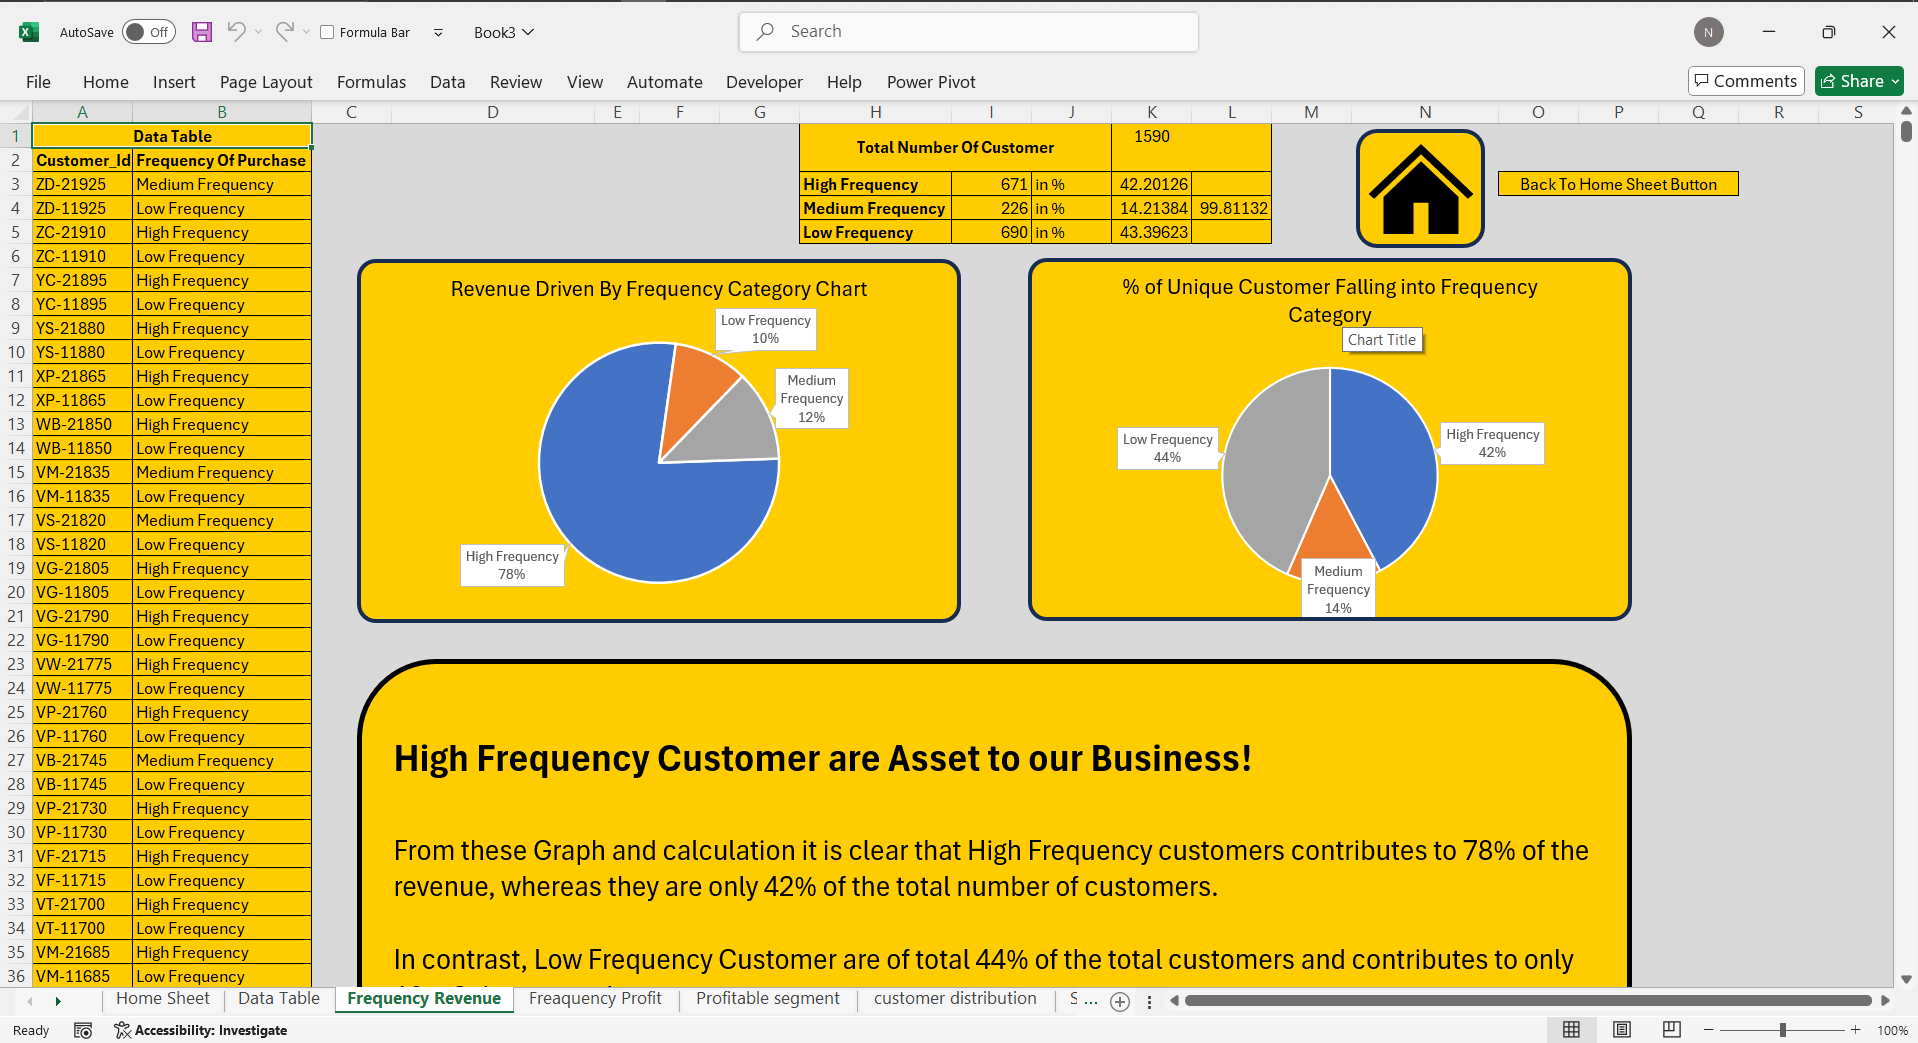 AutoSave Off Formula Bar Book3 Search N
File Home Insert Page Layout Formulas Data Review View Automate Developer Help Power Pivot Comments Share
A B C D E F G H I J K L M N O P Q R S
1 Data Table
2 Customer_Id Frequency Of Purchase
3 ZD-21925 Medium Frequency
4 ZD-11925 Low Frequency
5 ZC-21910 High Frequency
6 ZC-11910 Low Frequency
7 YC-21895 High Frequency
8 YC-11895 Low Frequency
9 YS-21880 High Frequency
10 YS-11880 Low Frequency
11 XP-21865 High Frequency
12 XP-11865 Low Frequency
13 WB-21850 High Frequency
14 WB-11850 Low Frequency
15 VM-21835 Medium Frequency
16 VM-11835 Low Frequency
17 VS-21820 Medium Frequency
18 VS-11820 Low Frequency
19 VG-21805 High Frequency
20 VG-11805 Low Frequency
21 VG-21790 High Frequency
22 VG-11790 Low Frequency
23 VW-21775 High Frequency
24 VW-11775 Low Frequency
25 VP-21760 High Frequency
26 VP-11760 Low Frequency
27 VB-21745 Medium Frequency
28 VB-11745 Low Frequency
29 VP-21730 High Frequency
30 VP-11730 Low Frequency
31 VF-21715 High Frequency
32 VF-11715 Low Frequency
33 VT-21700 High Frequency
34 VT-11700 Low Frequency
35 VM-21685 High Frequency
36 VM-11685 Low Frequency
Total Number Of Customer 1590
High Frequency 671 in % 42.20126
Medium Frequency 226 in % 14.21384 99.81132
Low Frequency 690 in % 43.39623
Back To Home Sheet Button
Revenue Driven By Frequency Category Chart
Low Frequency
10%
Medium
Frequency
12%
High Frequency
78%
% of Unique Customer Falling into Frequency
Category
Chart Title
High Frequency
42%
Low Frequency
44%
Medium
Frequency
14%
High Frequency Customer are Asset to our Business!
From these Graph and calculation it is clear that High Frequency customers contributes to 78% of the
revenue, whereas they are only 42% of the total number of customers.
In contrast, Low Frequency Customer are of total 44% of the total customers and contributes to only
Home Sheet Data Table Frequency Revenue Freaquency Profit Profitable segment customer distribution S ...
Ready Accessibility: Investigate 100%